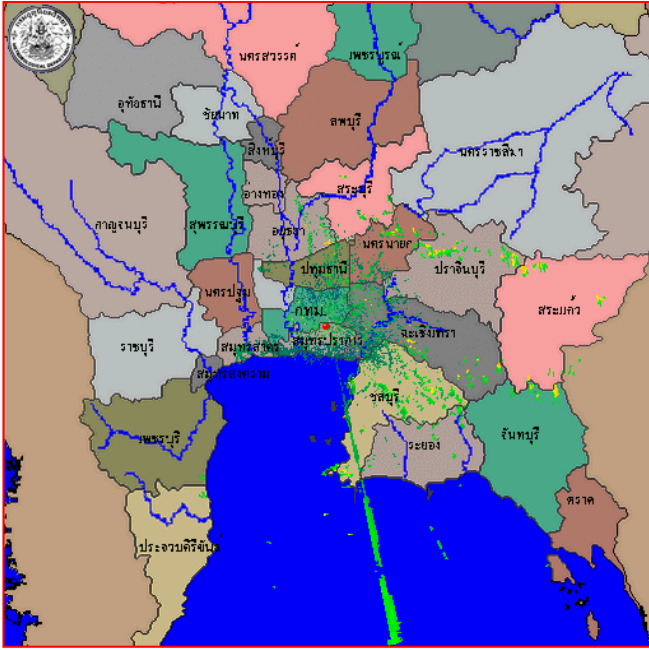 นครสวรรค์
เพชรบูรณ์
อุทัยธานี
ชัยนาท
ลพบุรี
สิงห์บุรี
นครราชสีมา
อ่างทอง
สระบุรี
กาญจนบุรี
สุพรรณบุรี
อยุธยา
นครนายก
ปทุมธานี
ปราจีนบุรี
นครปฐม
สระแก้ว
กทม.
ฉะเชิงเทรา
ราชบุรี
สมุทรสาคร
สมุทรปราการ
สมุทรสงคราม
ชลบุรี
เพชรบุรี
ระยอง
จันทบุรี
ตราด
ประจวบคีรีขันธ์